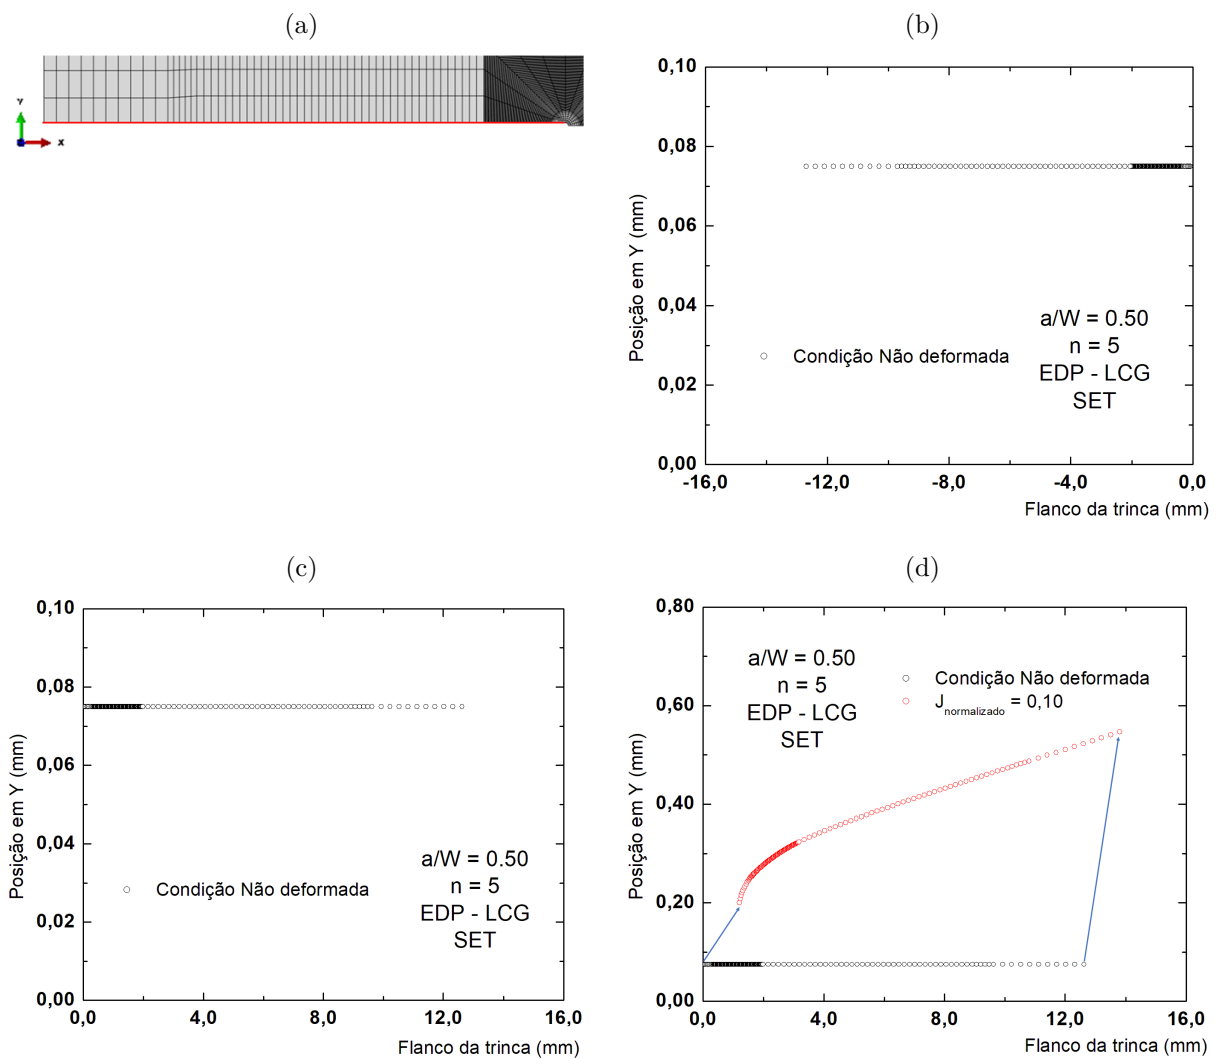 (a)
Y
X
(b)
0,10
0,08
0,06
0,04
0,02
0,00
Posição em Y (mm)
a/W = 0.50
n = 5
EDP - LCG
SET
Condição Não deformada
-16,0
-12,0
-8,0
-4,0
0,0
Flanco da trinca (mm)
(c)
0,10
0,08
0,06
0,04
0,02
0,00
Posição em Y (mm)
a/W = 0.50
n = 5
EDP - LCG
SET
Condição Não deformada
0,0
4,0
8,0
12,0
16,0
Flanco da trinca (mm)
(d)
0,80
0,60
0,40
0,20
0,00
Posição em Y (mm)
a/W = 0.50
n = 5
EDP - LCG
SET
Condição Não deformada
Jnormalizado = 0,10
0,0
4,0
8,0
12,0
16,0
Flanco da trinca (mm)